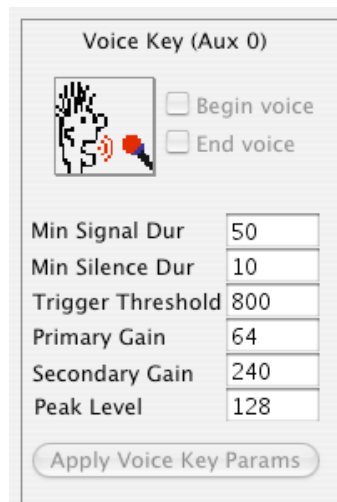 Voice Key (Aux 0)
Begin voice
End voice
Min Signal Dur 50
Min Silence Dur 10
Trigger Threshold 800
Primary Gain 64
Secondary Gain 240
Peak Level 128
Apply Voice Key Params